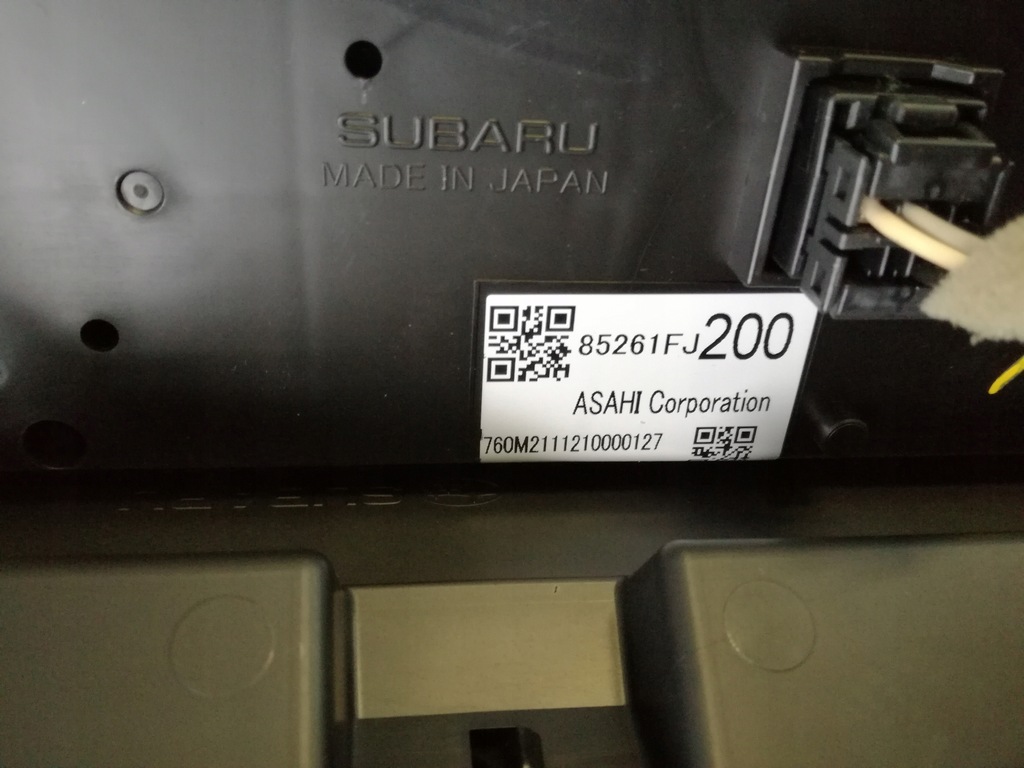 SUBARU
MADE IN JAPAN
85261FJ200
ASAHI Corporation
760M2111210000127